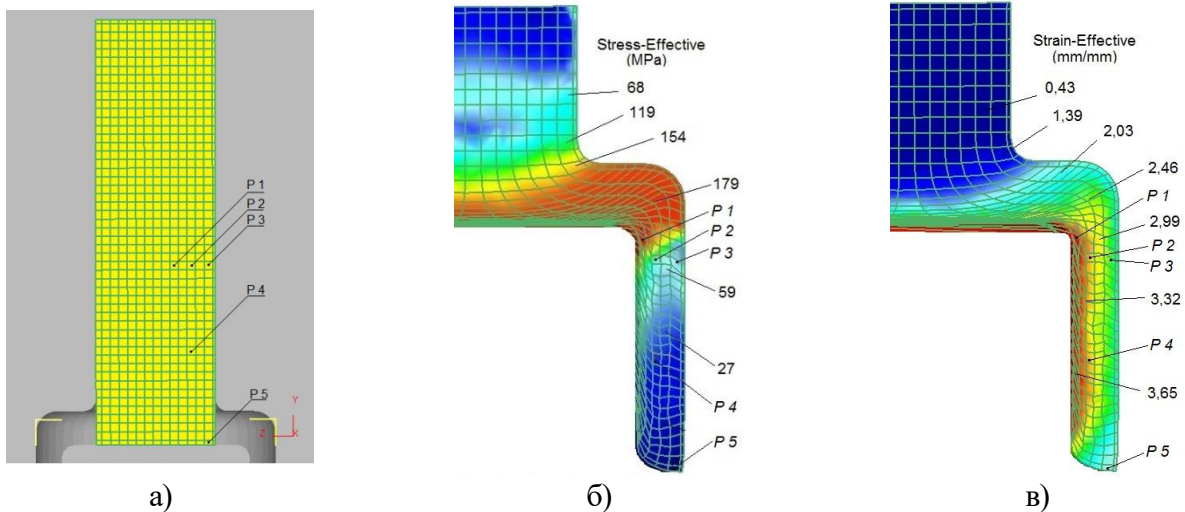 P 1
P 2
P 3
P 4
P 5
Y
Z
X
а)
Stress-Effective
(MPa)
68
119
154
179
P 1
P 2
P 3
59
27
P 4
P 5
б)
Strain-Effective
(mm/mm)
0,43
1,39
2,03
2,46
P 1
2,99
P 2
P 3
3,32
P 4
3,65
P 5
в)